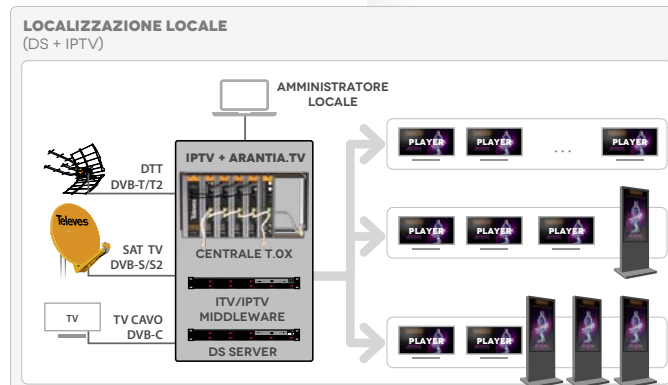 LOCALIZZAZIONE LOCALE
(DS + IPTV)
AMMINISTRATORE
LOCALE
IPTV + ARANTIA.TV
DTT
DVB-T/T2
Televes
SAT TV
DVB-S/S2
CENTRALE T.OX
ITV/IPTV
MIDDLEWARE
TV
TV CAVO
DVB-C
DS SERVER
PLAYER
PLAYER
...
PLAYER
PLAYER
PLAYER
PLAYER
PLAYER
PLAYER